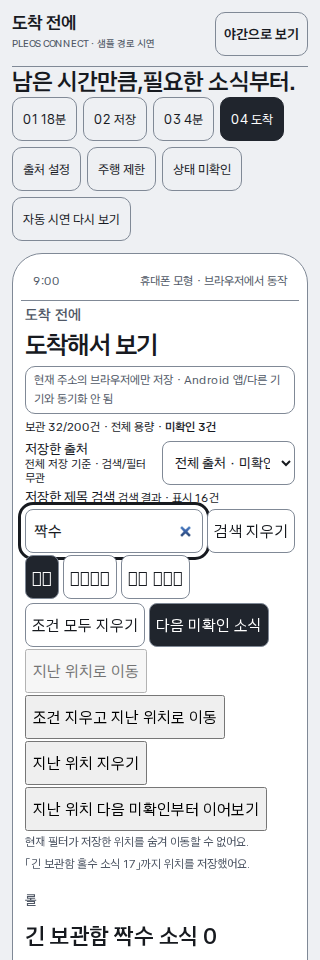 도착 전에
PLEOS CONNECT · 샘플 경로 시연
야간으로 보기
남은 시간만큼,필요한 소식부터.
01 18분
02 저장
03 4분
04 도착
출처 설정
주행 제한
상태 미확인
자동 시연 다시 보기
9:00
휴대폰 모형 · 브라우저에서 동작
도착 전에
도착해서 보기
현재 주소의 브라우저에만 저장 · Android 앱/다른 기
기와 동기화 안 됨
보관 32/200건 · 전체 용량 · 미확인 3건
저장한 출처
전체 저장 기준 · 검색/필터
무관
전체 출처 · 미확인
저장한 제목 검색 검색 결과 · 표시 16건
짝수
검색 지우기
조건 모두 지우기
다음 미확인 소식
지난 위치로 이동
조건 지우고 지난 위치로 이동
지난 위치 지우기
지난 위치 다음 미확인부터 이어보기
현재 필터가 저장한 위치를 숨겨 이동할 수 없어요.
「긴 보관함 홀수 소식 17」까지 위치를 저장했어요.
롤
긴 보관함 짝수 소식 0